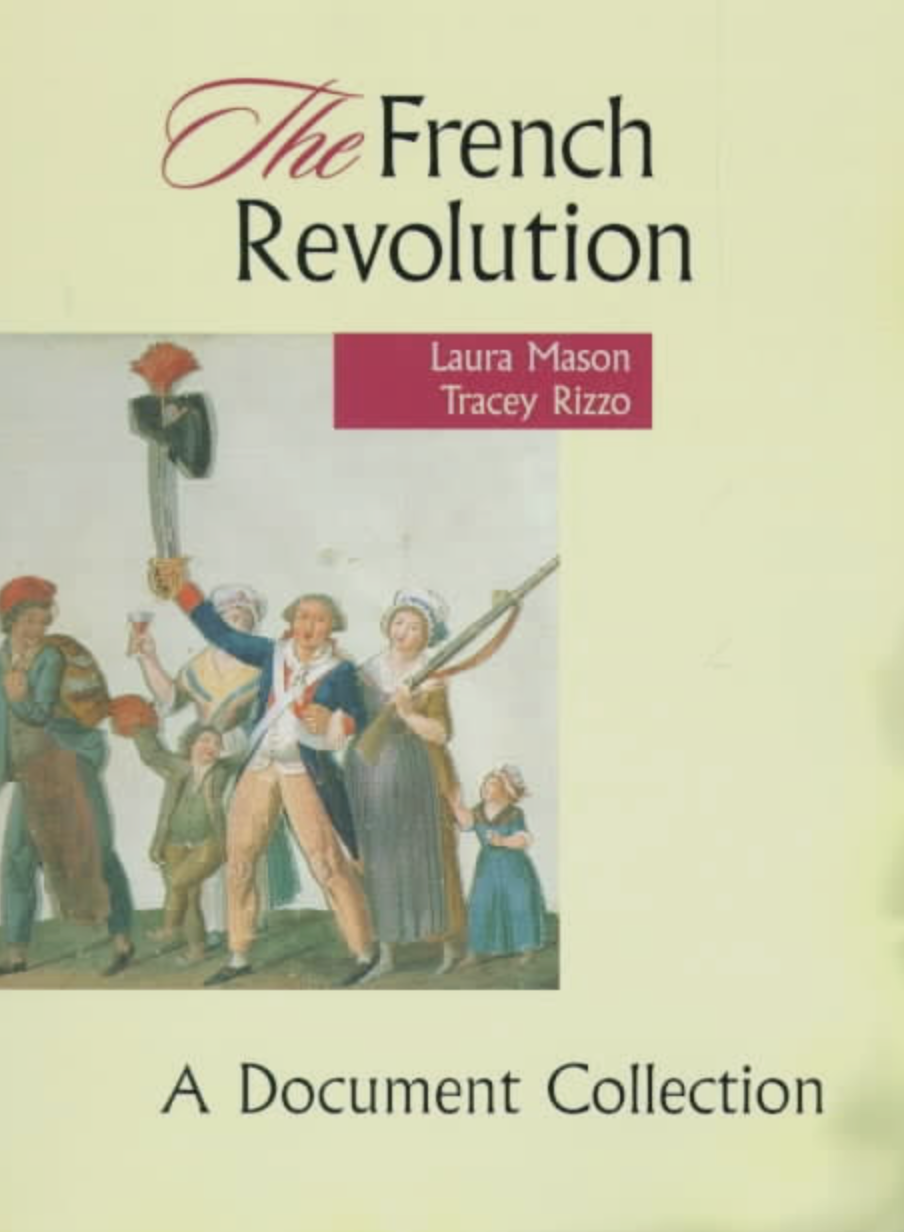 The French
Revolution
Laura Mason
Tracey Rizzo
A Document Collection